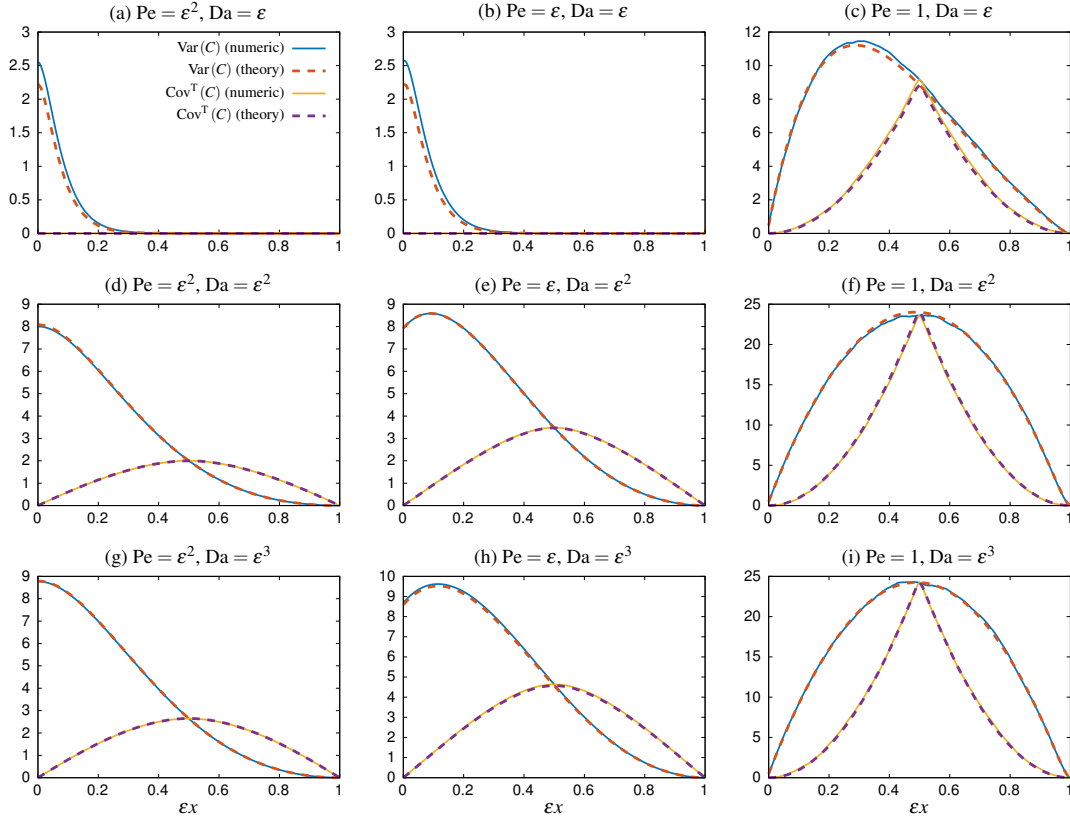 (a) Pe = ε², Da = ε
(b) Pe = ε, Da = ε
(c) Pe = 1, Da = ε
3
2.5
2
1.5
1
0.5
0
Var(C) (numeric)
Var(C) (theory)
Covᵀ(C) (numeric)
Covᵀ(C) (theory)
0 0.2 0.4 0.6 0.8 1
3
2.5
2
1.5
1
0.5
0
0 0.2 0.4 0.6 0.8 1
12
10
8
6
4
2
0
0 0.2 0.4 0.6 0.8 1
(d) Pe = ε², Da = ε²
(e) Pe = ε, Da = ε²
(f) Pe = 1, Da = ε²
9
8
7
6
5
4
3
2
1
0
0 0.2 0.4 0.6 0.8 1
9
8
7
6
5
4
3
2
1
0
0 0.2 0.4 0.6 0.8 1
25
20
15
10
5
0
0 0.2 0.4 0.6 0.8 1
(g) Pe = ε², Da = ε³
(h) Pe = ε, Da = ε³
(i) Pe = 1, Da = ε³
9
8
7
6
5
4
3
2
1
0
0 0.2 0.4 0.6 0.8 1
εx
10
9
8
7
6
5
4
3
2
1
0
0 0.2 0.4 0.6 0.8 1
εx
25
20
15
10
5
0
0 0.2 0.4 0.6 0.8 1
εx